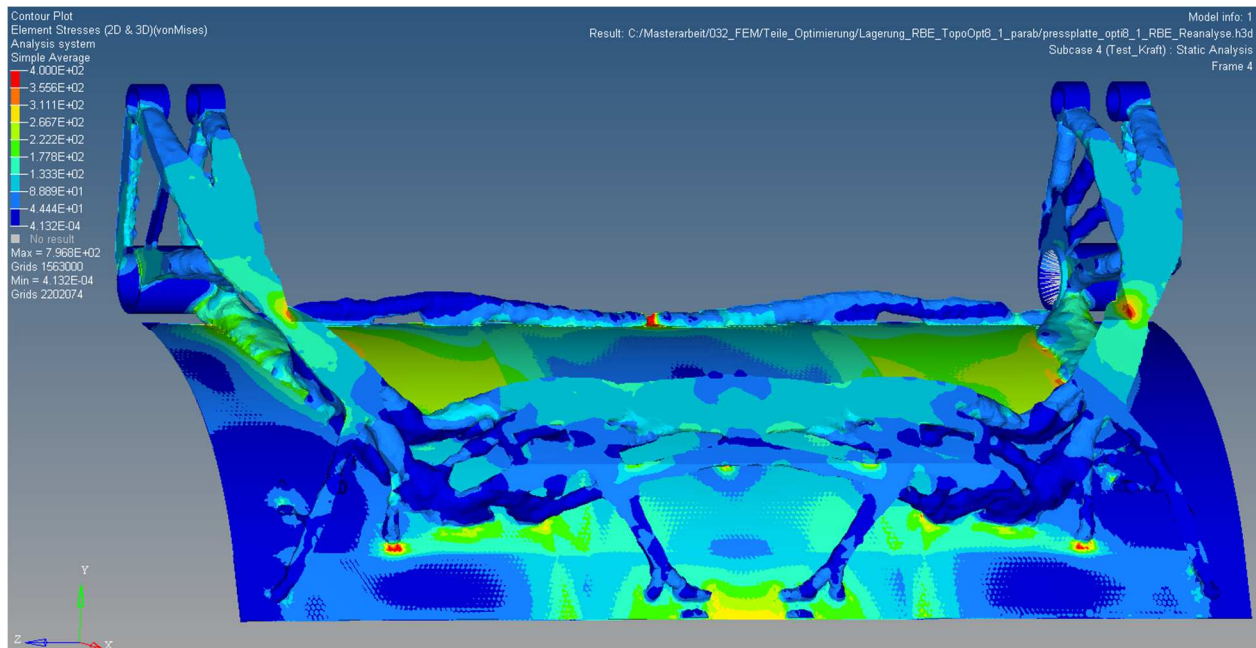 Contour Plot
Element Stresses (2D & 3D)(vonMises)
Analysis system
Simple Average
4.000E+02
3.556E+02
3.111E+02
2.667E+02
2.222E+02
1.778E+02
1.333E+02
8.889E+01
4.444E+01
4.132E-04
No result
Max = 7.968E+02
Grids 1563000
Min = 4.132E-04
Grids 2202074
Model info: 1
Result: C:/Masterarbeit/032_FEM/Teile_Optimierung/Lagerung_RBE_TopoOpt8_1_parab/pressplatte_opti8_1_RBE_Reanalyse.h3d
Subcase 4 (Test_Kraft) : Static Analysis
Frame 4
Y
Z
X